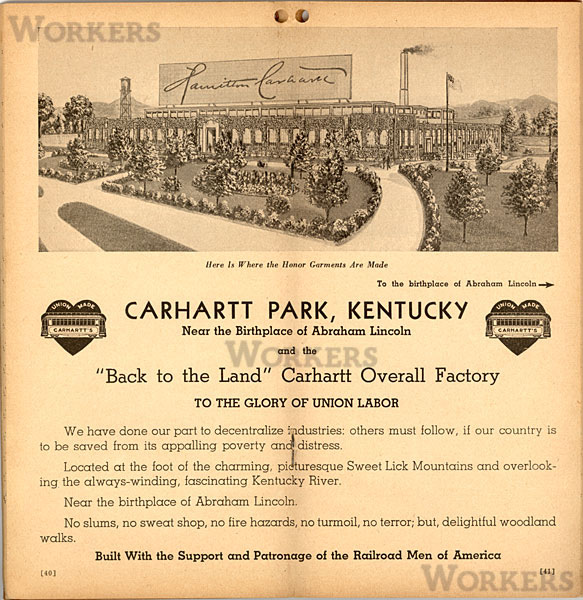 Workers
Hamilton Carhartt
Here Is Where the Honor Garments Are Made
To the birthplace of Abraham Lincoln
UNION MADE
CARHARTT'S
CARHARTT PARK, KENTUCKY
UNION MADE
CARHARTT'S
Near the Birthplace of Abraham Lincoln
Workers
and the
"Back to the Land" Carhartt Overall Factory
TO THE GLORY OF UNION LABOR
We have done our part to decentralize industries: others must follow, if our country is
to be saved from its appalling poverty and distress.
Located at the foot of the charming, picturesque Sweet Lick Mountains and overlook-
ing the always-winding, fascinating Kentucky River.
Near the birthplace of Abraham Lincoln.
No slums, no sweat shop, no fire hazards, no turmoil, no terror; but, delightful woodland
walks.
Built With the Support and Patronage of the Railroad Men of America
[40]
[41]
Workers